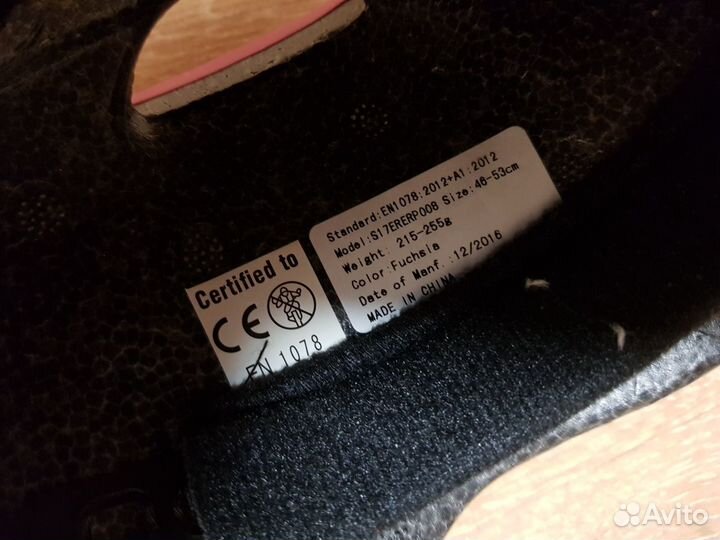 Standard:EN1078:2012+A1:2012
Model:S17ERERP008 Size:46-53cm
Weight: 215-255g
Color:Fuchsia
Date of Manf.:12/2016
MADE IN CHINA
Certified to
CE
EN 1078
Avito